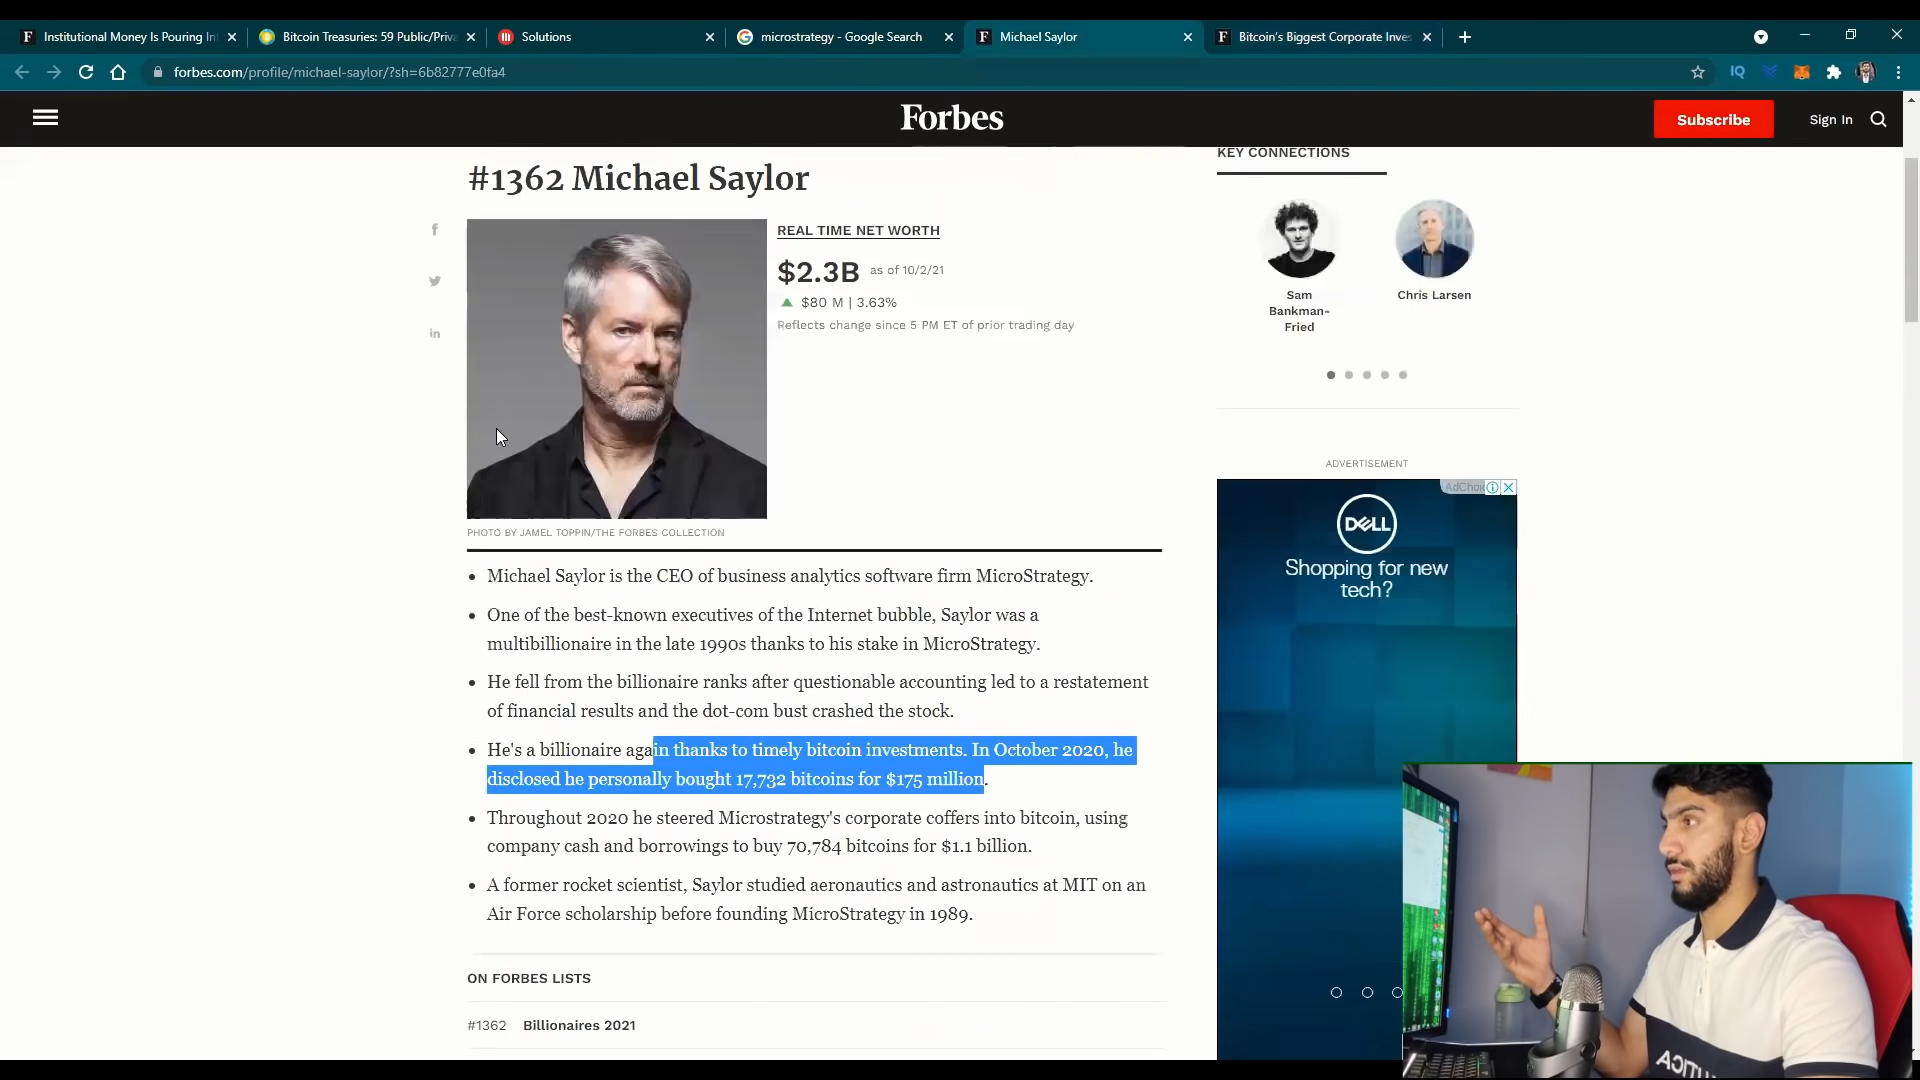 Institutional Money Is Pouring In
Bitcoin Treasuries: 59 Public/Priva
Solutions
microstrategy - Google Search
Michael Saylor
Bitcoin's Biggest Corporate Inves
forbes.com/profile/michael-saylor/?sh=6b82777e0fa4
IQ
Forbes
Subscribe
Sign In
#1362 Michael Saylor
REAL TIME NET WORTH
$2.3B as of 10/2/21
$80 M | 3.63%
Reflects change since 5 PM ET of prior trading day
PHOTO BY JAMEL TOPPIN/THE FORBES COLLECTION
• Michael Saylor is the CEO of business analytics software firm MicroStrategy.
• One of the best-known executives of the Internet bubble, Saylor was a
multibillionaire in the late 1990s thanks to his stake in MicroStrategy.
• He fell from the billionaire ranks after questionable accounting led to a restatement
of financial results and the dot-com bust crashed the stock.
• He's a billionaire again thanks to timely bitcoin investments. In October 2020, he
disclosed he personally bought 17,732 bitcoins for $175 million.
• Throughout 2020 he steered Microstrategy's corporate coffers into bitcoin, using
company cash and borrowings to buy 70,784 bitcoins for $1.1 billion.
• A former rocket scientist, Saylor studied aeronautics and astronautics at MIT on an
Air Force scholarship before founding MicroStrategy in 1989.
ON FORBES LISTS
#1362 Billionaires 2021
KEY CONNECTIONS
Sam
Bankman-
Fried
Chris Larsen
ADVERTISEMENT
AdChoi
DELL
Shopping for new
tech?